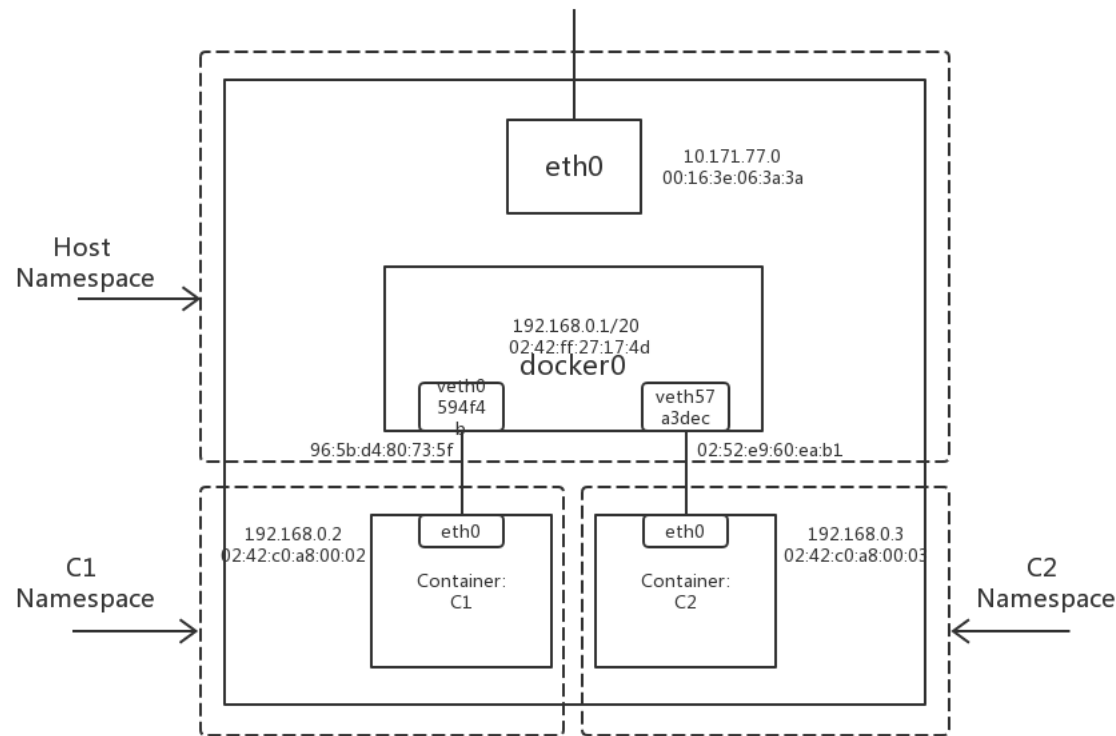 eth0
10.171.77.0
00:16:3e:06:3a:3a
Host
Namespace
192.168.0.1/20
02:42:ff:27:17:4d
docker0
veth0
594f4
b
veth57
a3dec
96:5b:d4:80:73:5f
02:52:e9:60:ea:b1
192.168.0.2
02:42:c0:a8:00:02
eth0
Container:
C1
eth0
Container:
C2
192.168.0.3
02:42:c0:a8:00:03
C1
Namespace
C2
Namespace